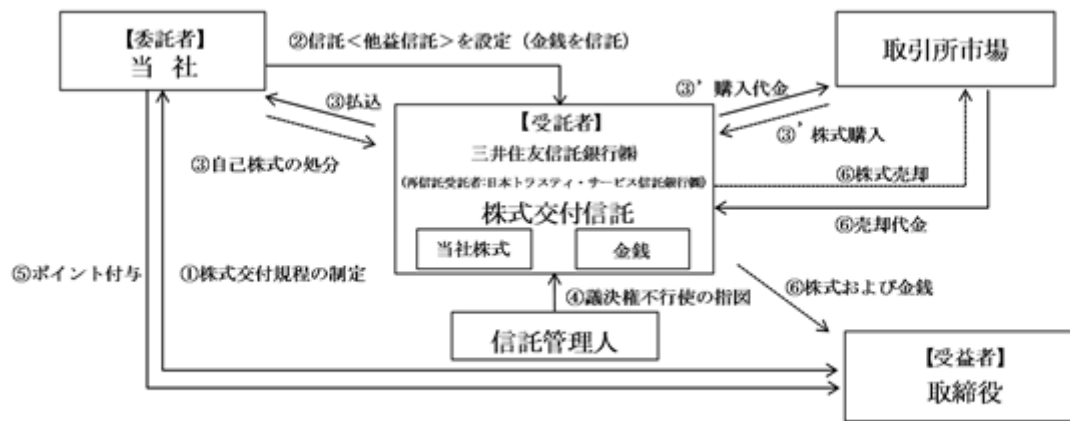 【委託者】
当 社
②信託<他益信託>を設定（金銭を信託）
取引所市場
③払込
③自己株式の処分
【受託者】
三井住友信託銀行㈱
（再信託受託者:日本トラスティ・サービス信託銀行㈱）
株式交付信託
当社株式
金銭
③’購入代金
③’株式購入
⑥株式売却
⑥売却代金
⑤ポイント付与
①株式交付規程の制定
④議決権不行使の指図
⑥株式および金銭
信託管理人
【受益者】
取締役